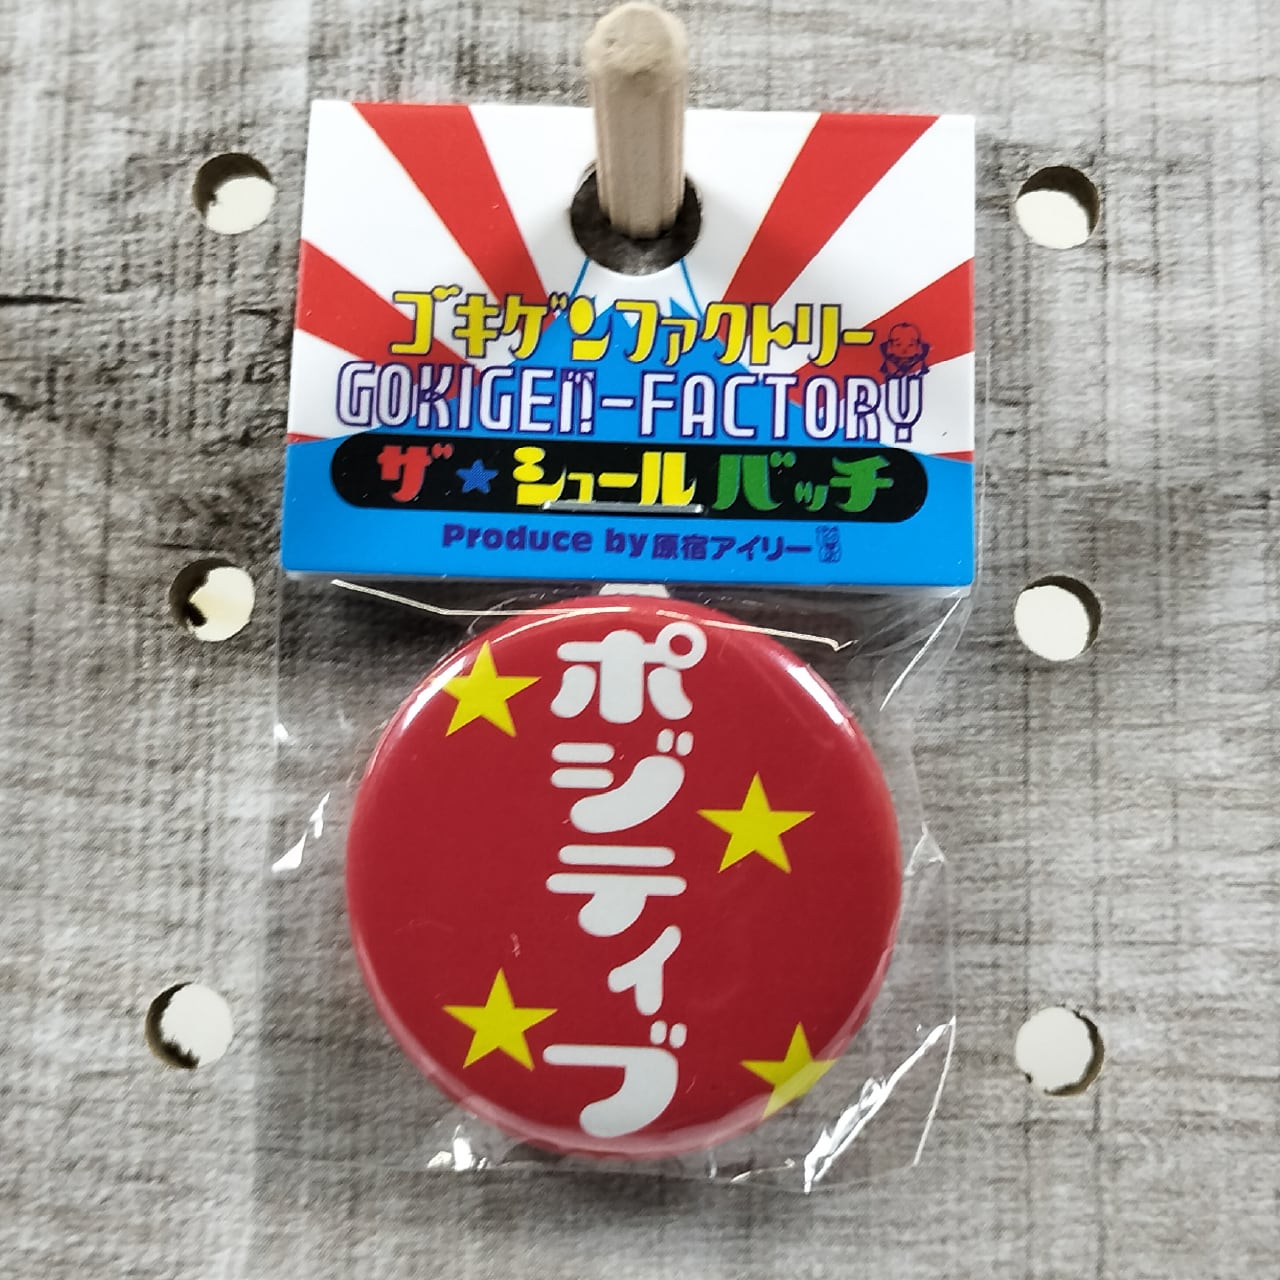 ゴキゲンファクトリー
GOKIGEN-FACTORY
ザ★シュールバッチ
Produce by 原宿アイリー
ポジティブ